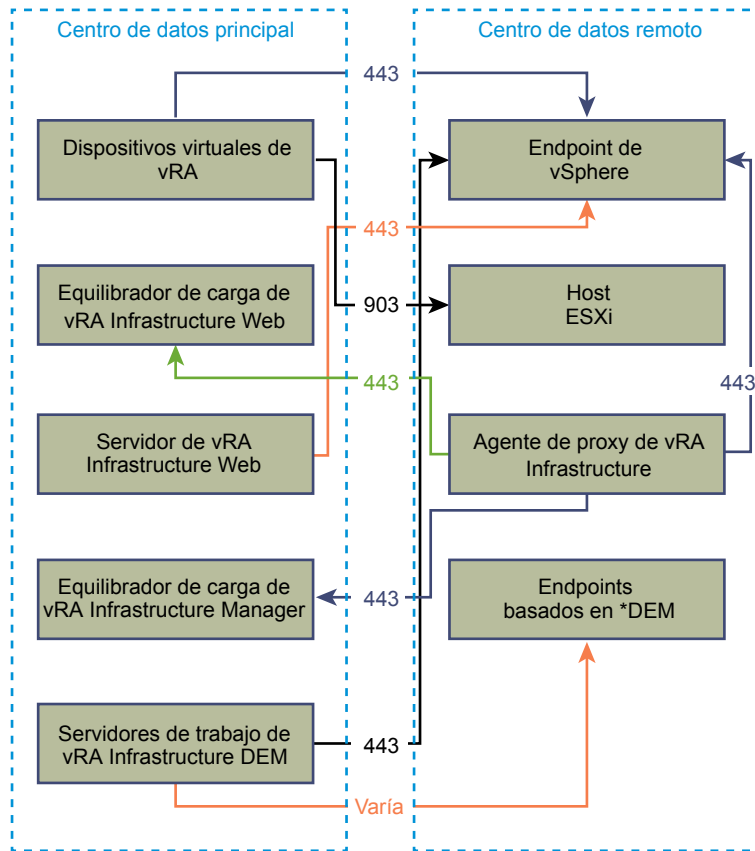 Centro de datos principal
Centro de datos remoto
443
Dispositivos virtuales de
vRA
Endpoint de
vSphere
443
Equilibrador de carga de
vRA Infrastructure Web
903
Host
ESXi
443
443
Servidor de vRA
Infrastructure Web
Agente de proxy de vRA
Infrastructure
Equilibrador de carga de
vRA Infrastructure Manager
443
Endpoints
basados en *DEM
Servidores de trabajo de
vRA Infrastructure DEM
443
Varía